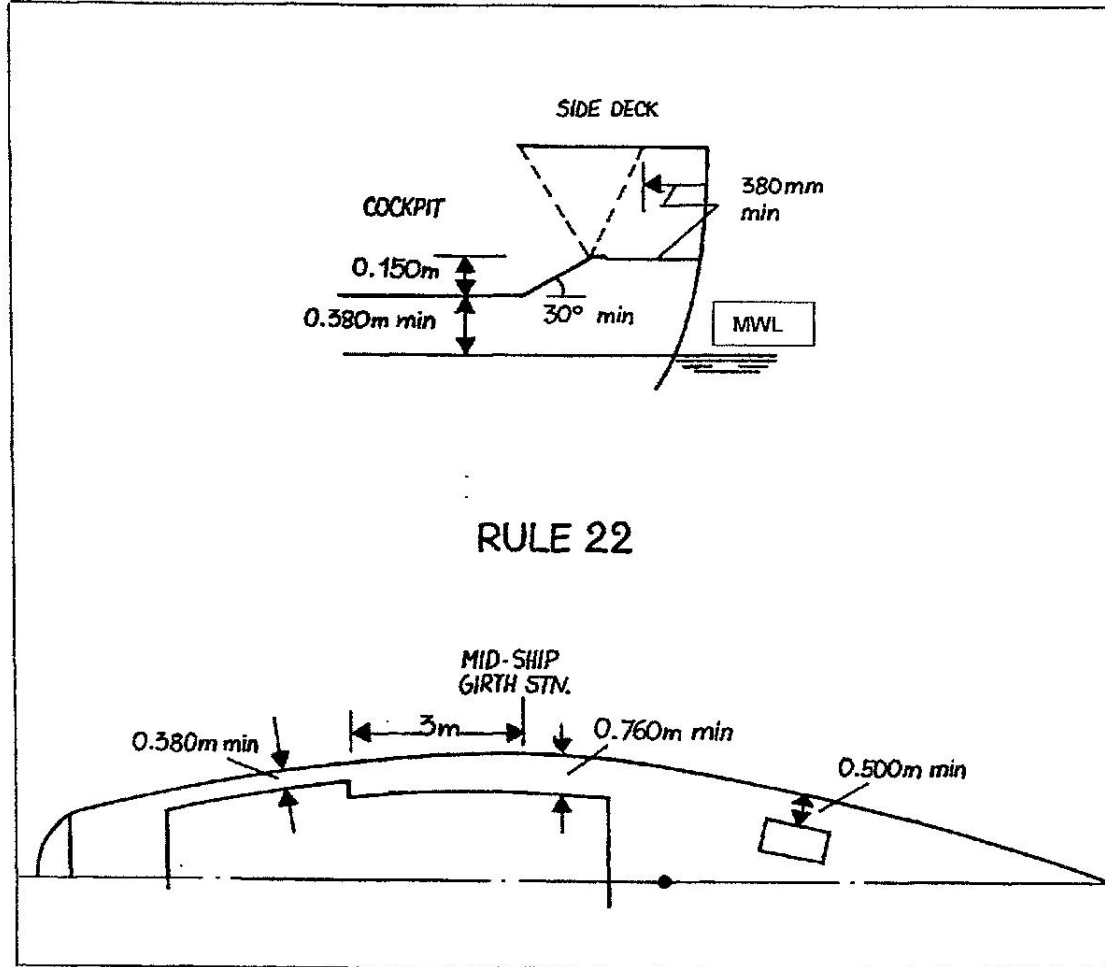 SIDE DECK
380mm
min
COCKPIT
0.150m
30° min
0.380m min
MWL
RULE 22
MID-SHIP
GIRTH STN.
3m
0.380m min
0.760m min
0.500m min